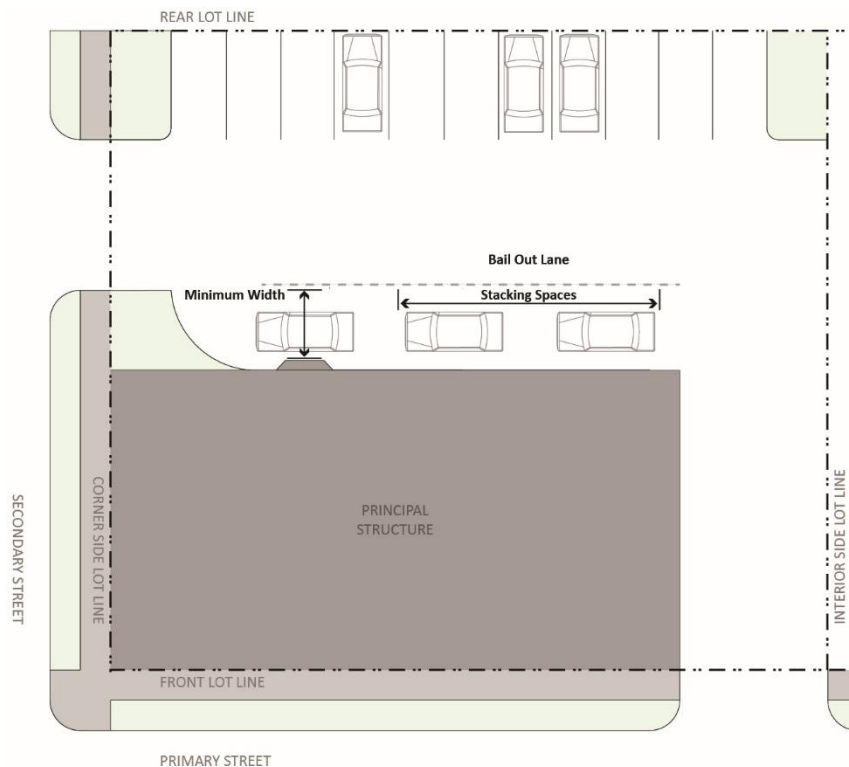 REAR LOT LINE
Bail Out Lane
Minimum Width
Stacking Spaces
SECONDARY STREET
CORNER SIDE LOT LINE
PRINCIPAL
STRUCTURE
INTERIOR SIDE LOT LINE
FRONT LOT LINE
PRIMARY STREET